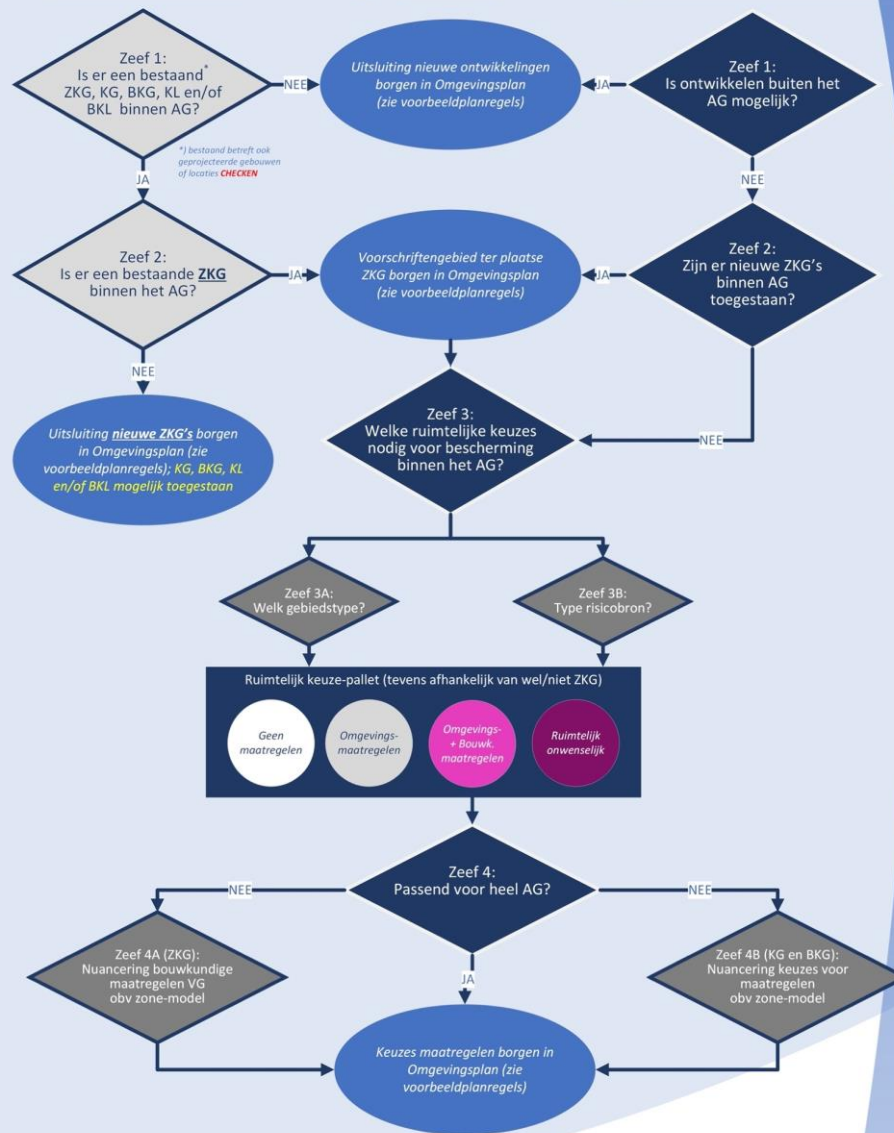 Zeef 1:
Is er een bestaand*
ZKG, KG, BKG, KL en/of
BKL binnen AG?
NEE
Uitsluiting nieuwe ontwikkelingen
borgen in Omgevingsplan
(zie voorbeeldplanregels)
JA
Zeef 1:
Is ontwikkelen buiten het
AG mogelijk?
*) bestaand betreft ook
geprojecteerde gebouwen
of locaties CHECKEN
JA
NEE
Zeef 2:
Is er een bestaande ZKG
binnen het AG?
JA
Voorschriftengebied ter plaatse
ZKG borgen in Omgevingsplan
(zie voorbeeldplanregels)
JA
Zeef 2:
Zijn er nieuwe ZKG's
binnen AG
toegestaan?
NEE
Uitsluiting nieuwe ZKG's borgen
in Omgevingsplan (zie
voorbeeldplanregels); KG, BKG, KL
en/of BKL mogelijk toegestaan
Zeef 3:
Welke ruimtelijke keuzes
nodig voor bescherming
binnen het AG?
NEE
Zeef 3A:
Welk gebiedstype?
Zeef 3B:
Type risicobron?
Ruimtelijk keuze-pallet (tevens afhankelijk van wel/niet ZKG)
Geen
maatregelen
Omgevings-
maatregelen
Omgevings-
+ Bouwk.
maatregelen
Ruimtelijk
onwenselijk
Zeef 4:
Passend voor heel AG?
NEE
NEE
Zeef 4A (ZKG):
Nuancering bouwkundige
maatregelen VG
obv zone-model
JA
Zeef 4B (KG en BKG):
Nuancering keuzes voor
maatregelen
obv zone-model
Keuzes maatregelen borgen in
Omgevingsplan (zie
voorbeeldplanregels)